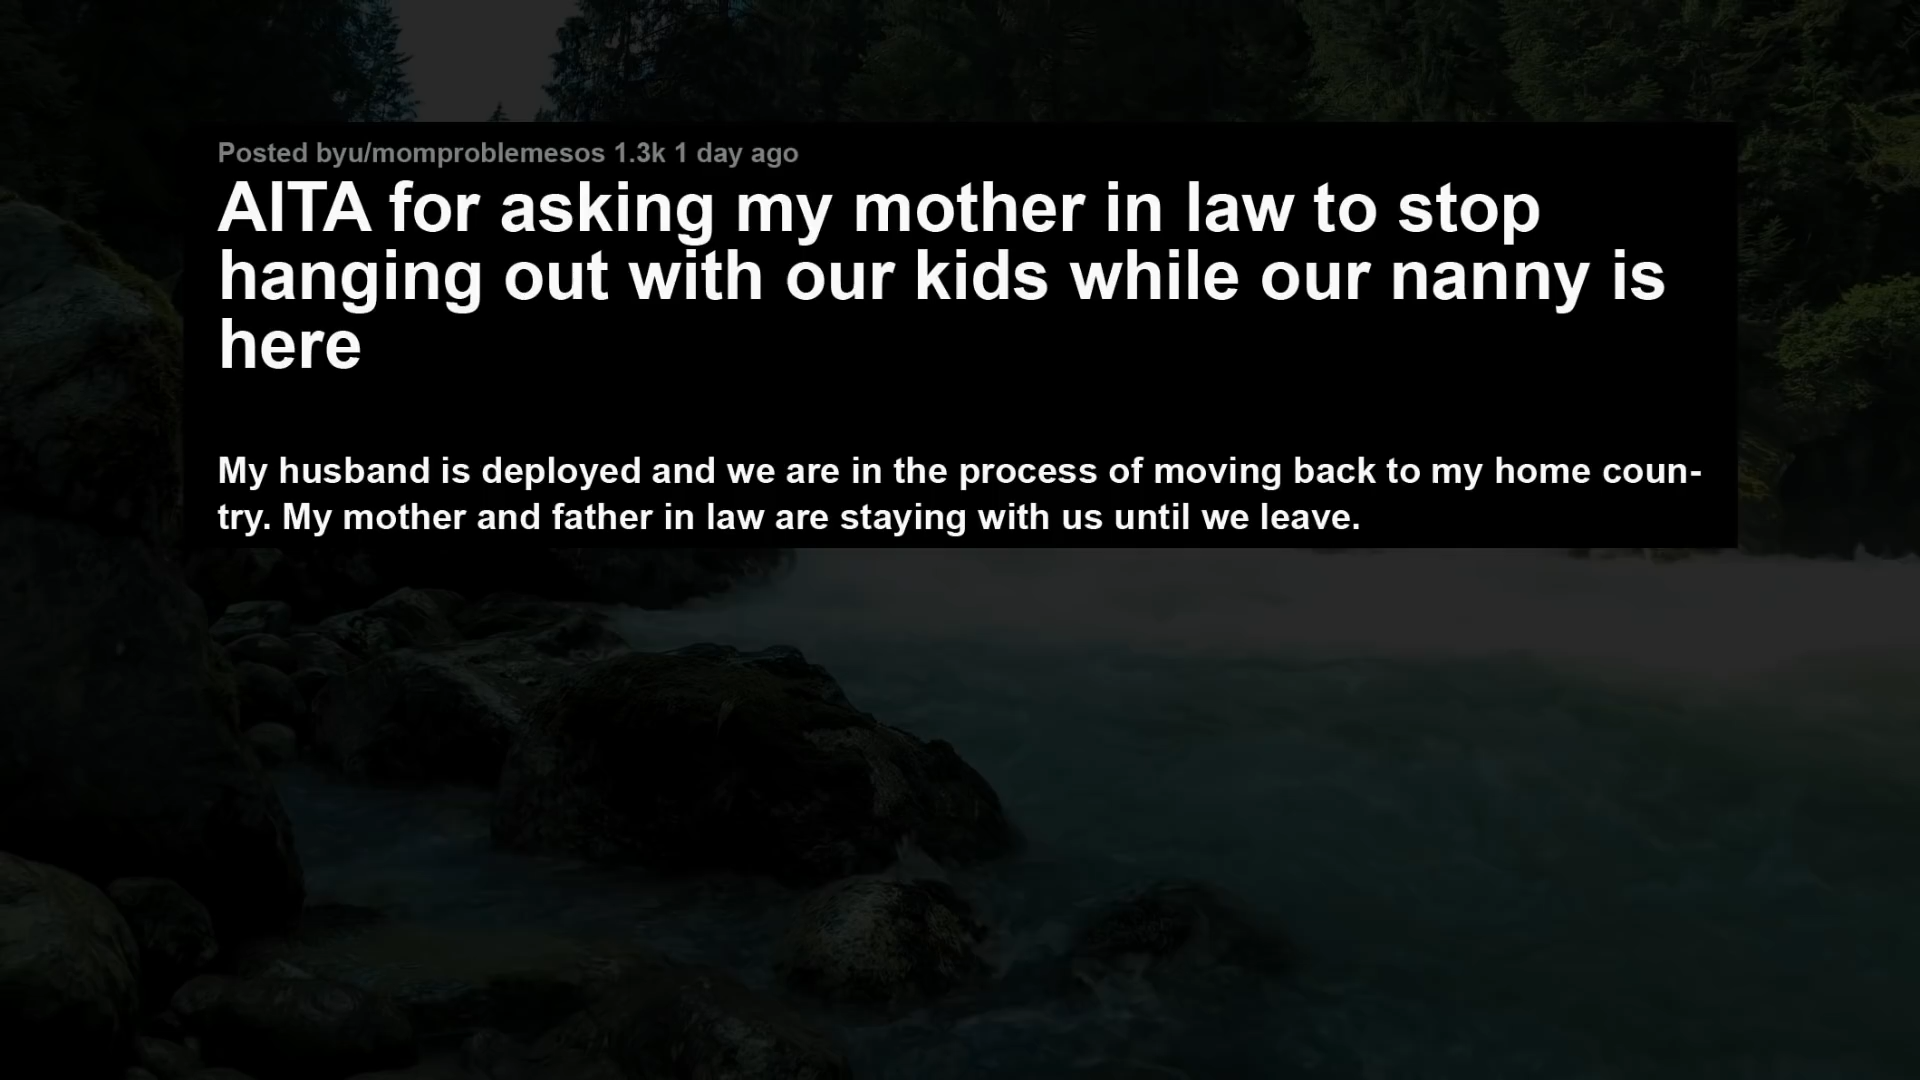 Posted byu/momproblemesos 1.3k 1 day ago
AITA for asking my mother in law to stop
hanging out with our kids while our nanny is
here
My husband is deployed and we are in the process of moving back to my home coun-
try. My mother and father in law are staying with us until we leave.